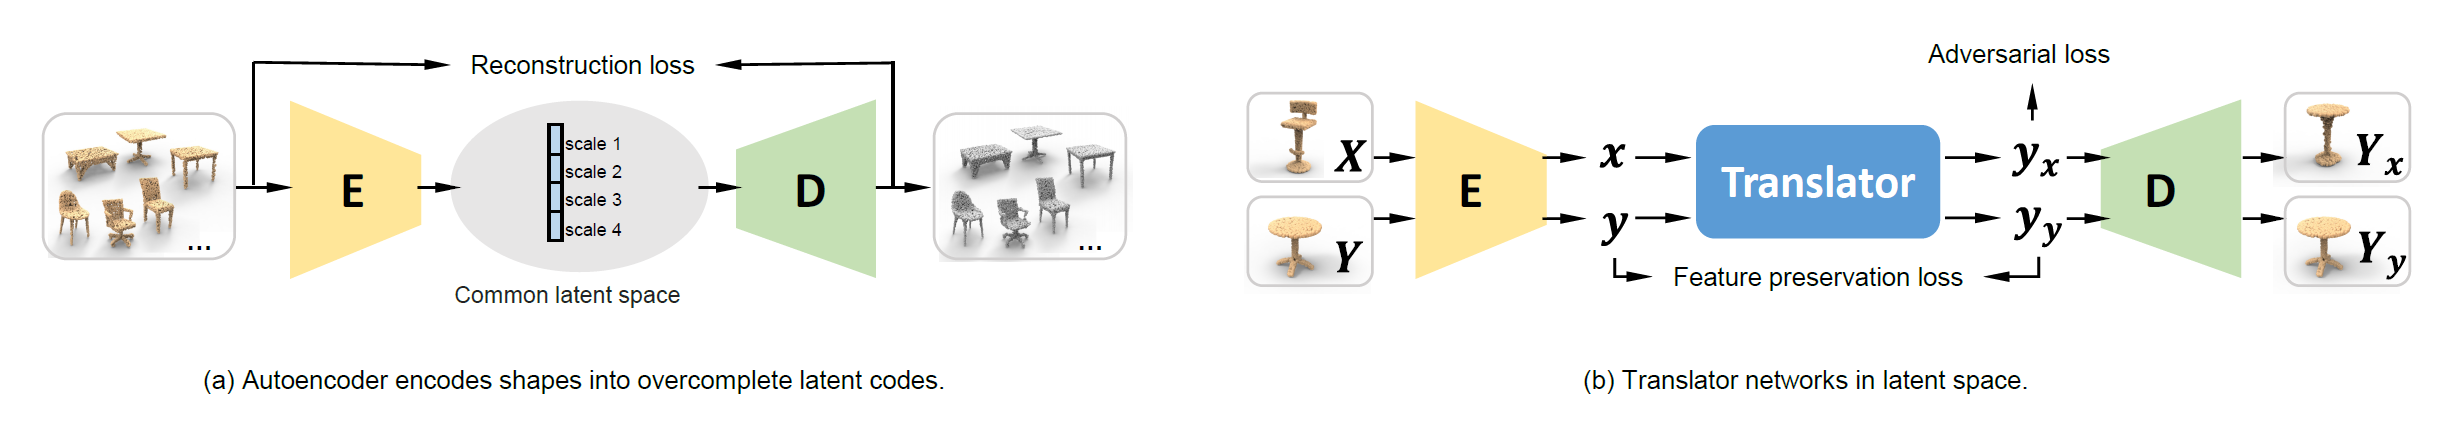 Reconstruction loss
E
scale 1
scale 2
scale 3
scale 4
D
...
...
Common latent space
(a) Autoencoder encodes shapes into overcomplete latent codes.
Adversarial loss
X
Y
E
x
y
Translator
y_x
y_y
D
Y_x
Y_y
Feature preservation loss
(b) Translator networks in latent space.